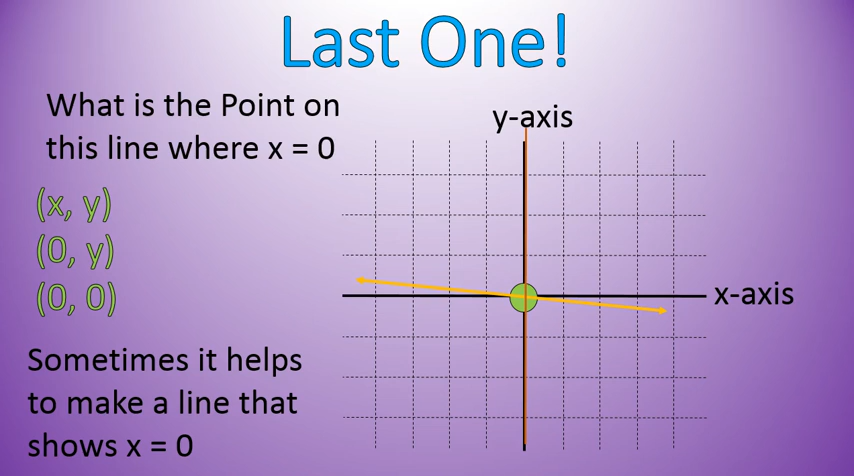 Last One!
What is the Point on
this line where x = 0
(x, y)
(0, y)
(0, 0)
Sometimes it helps
to make a line that
shows x = 0
y-axis
x-axis